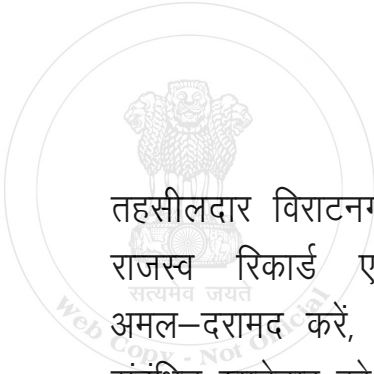 तहसीलदार विराटनग
राजस्व रिकार्ड ए
सत्यमेव जयते
अमल–दरामद करें,
Web Copy - Not Official